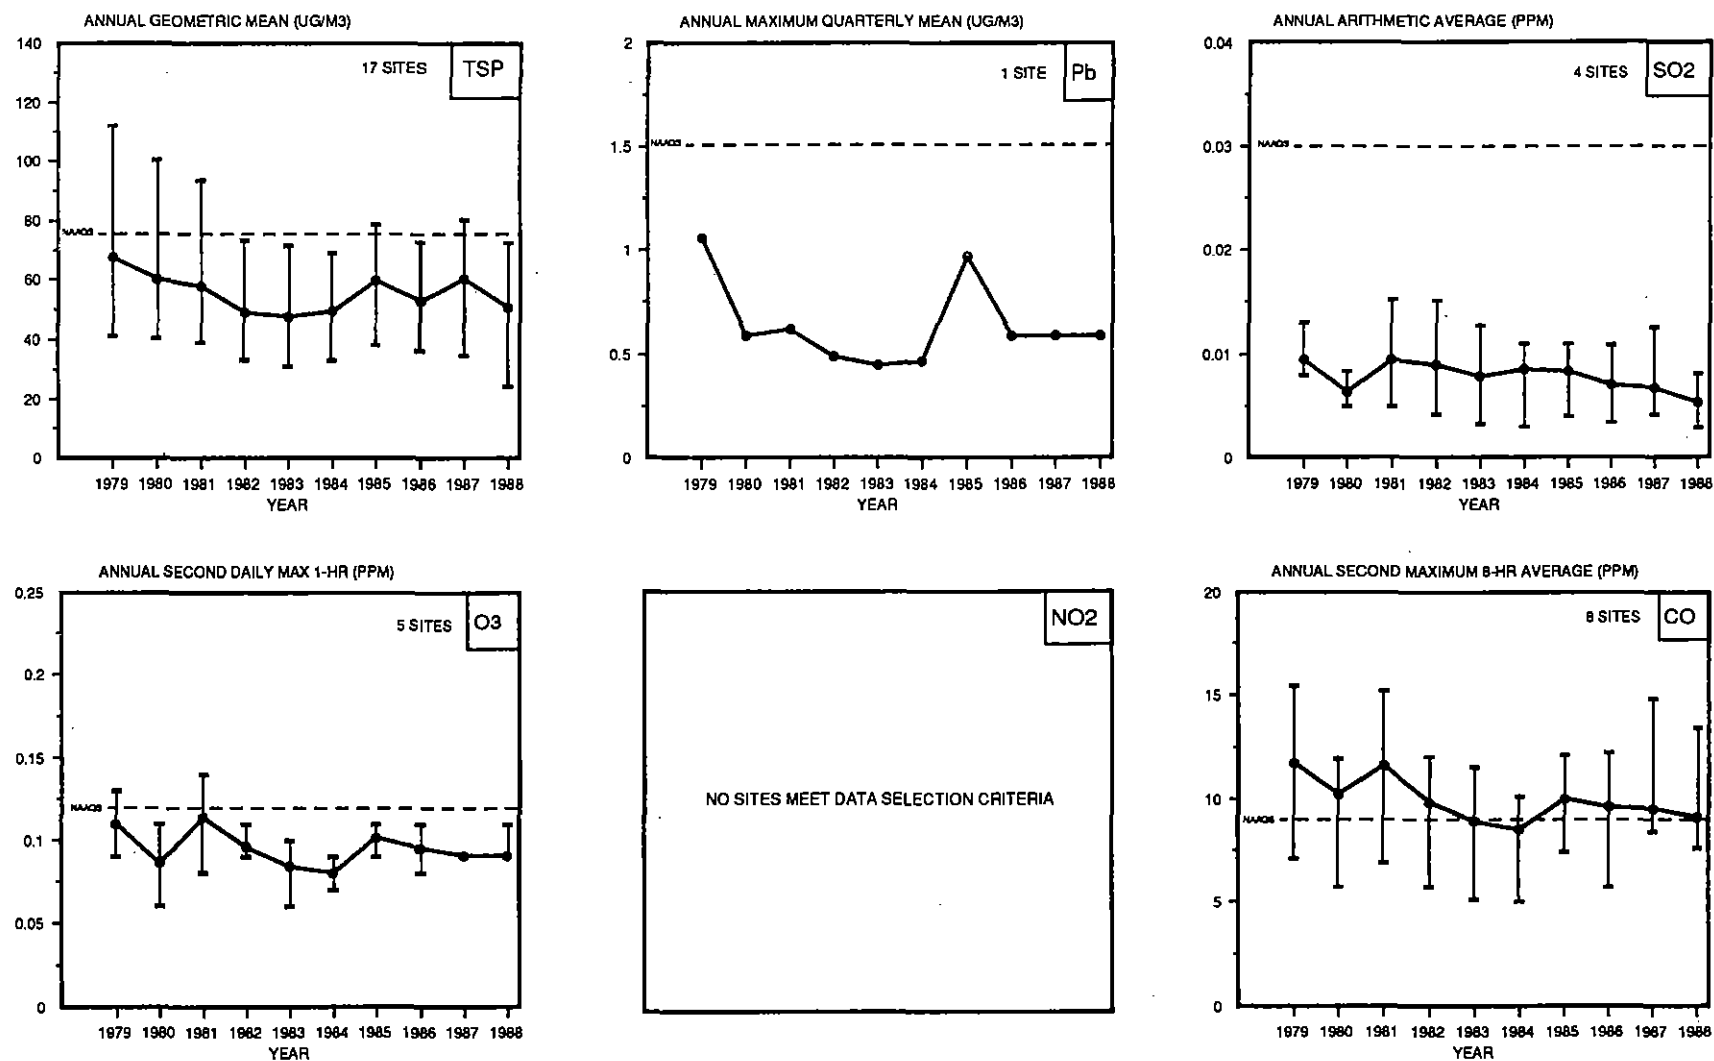 ANNUAL GEOMETRIC MEAN (UG/M3)
140
120
100
80
60
40
20
0
17 SITES
TSP
NAAQS
1979 1980 1981 1982 1983 1984 1985 1986 1987 1988
YEAR
ANNUAL MAXIMUM QUARTERLY MEAN (UG/M3)
2
1.5
1
0.5
0
1 SITE
Pb
NAAQS
1979 1980 1981 1982 1983 1984 1985 1986 1987 1988
YEAR
ANNUAL ARITHMETIC AVERAGE (PPM)
0.04
0.03
0.02
0.01
0
4 SITES
SO2
NAAQS
1979 1980 1981 1982 1983 1984 1985 1986 1987 1988
YEAR
ANNUAL SECOND DAILY MAX 1-HR (PPM)
0.25
0.2
0.15
0.1
0.05
0
5 SITES
O3
NAAQS
1979 1980 1981 1982 1983 1984 1985 1986 1987 1988
YEAR
NO2
NO SITES MEET DATA SELECTION CRITERIA
ANNUAL SECOND MAXIMUM 8-HR AVERAGE (PPM)
20
15
10
5
0
8 SITES
CO
NAAQS
1979 1980 1981 1982 1983 1984 1985 1986 1987 1988
YEAR